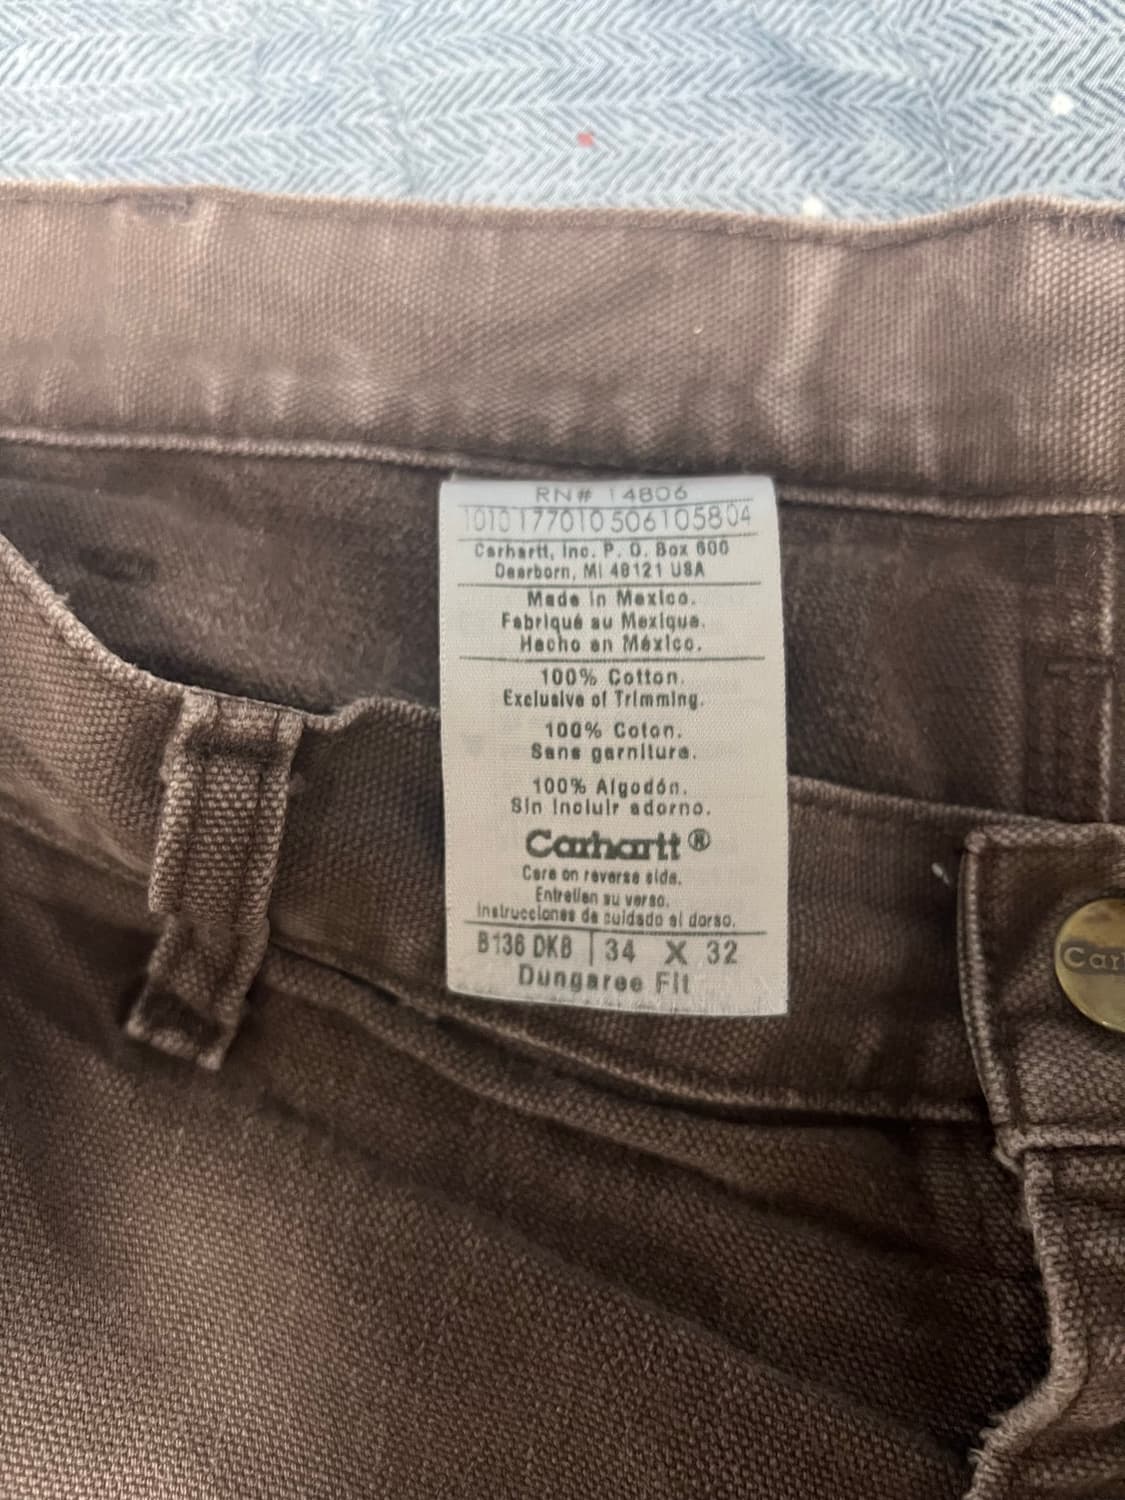 RN# 14806
1010177010506105804
Carhartt, Inc. P. O. Box 600
Dearborn, MI 48121 USA
Made in Mexico.
Fabriqué au Mexique.
Hecho en México.
100% Cotton.
Exclusive of Trimming.
100% Coton.
Sans garniture.
100% Algodón.
Sin incluir adorno.
Carhartt®
Care on reverse side.
Entretien au verso.
Instrucciones de cuidado al dorso.
B136 DKB | 34 X 32
Dungaree Fit
Car